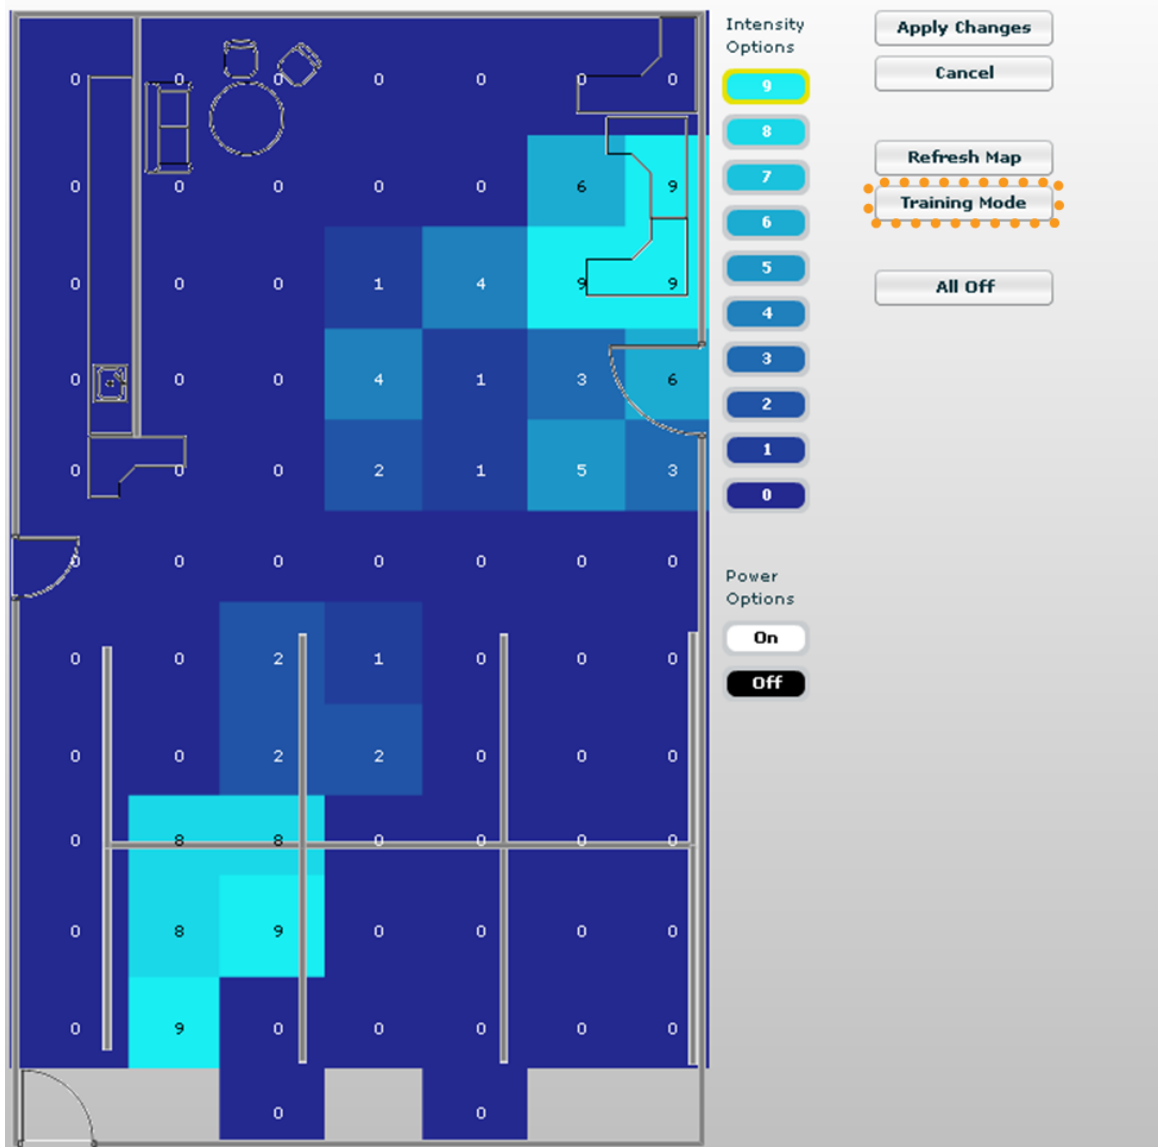 Intensity
Options
9
8
7
6
5
4
3
2
1
0
Power
Options
On
Off
Apply Changes
Cancel
Refresh Map
Training Mode
All Off
0 0 0 0 0 0 0
0 0 0 0 0 6 9
0 0 0 1 4 9 9
0 0 0 4 1 3 6
0 0 0 2 1 5 3
0 0 0 0 0 0 0
0 0 2 1 0 0 0
0 0 2 2 0 0 0
0 8 8 0 0 0 0
0 8 9 0 0 0 0
0 9 0 0 0 0 0
0 0